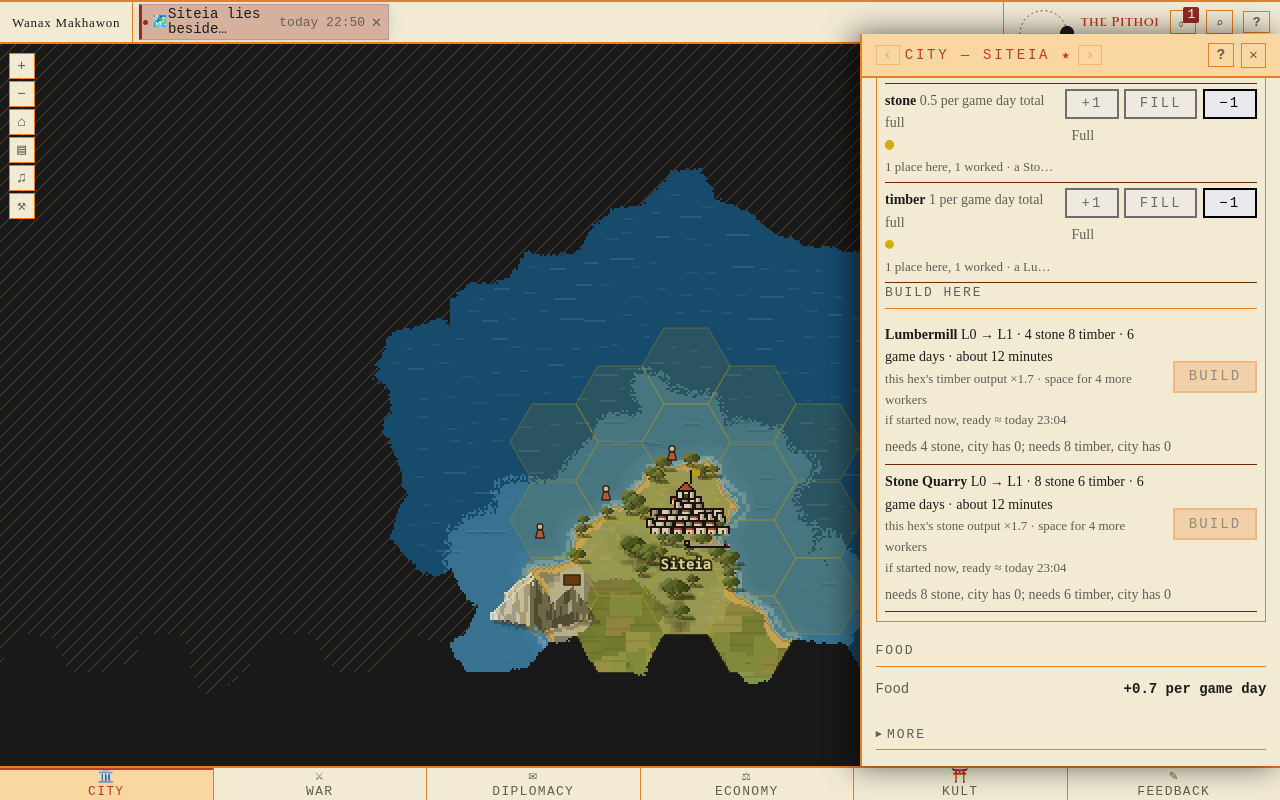 Wanax Makhawon
Siteia lies beside… today 22:50 ✕
THE PITHOI
1
?
‹ CITY — SITEIA ★ › ? ✕
+
−
stone 0.5 per game day total full
+1 FILL −1
Full
1 place here, 1 worked · a Sto…
timber 1 per game day total full
+1 FILL −1
Full
1 place here, 1 worked · a Lu…
BUILD HERE
Lumbermill L0 → L1 · 4 stone 8 timber · 6
game days · about 12 minutes
this hex's timber output ×1.7 · space for 4 more
workers
if started now, ready ≈ today 23:04
BUILD
needs 4 stone, city has 0; needs 8 timber, city has 0
Stone Quarry L0 → L1 · 8 stone 6 timber · 6
game days · about 12 minutes
this hex's stone output ×1.7 · space for 4 more
workers
if started now, ready ≈ today 23:04
BUILD
needs 8 stone, city has 0; needs 6 timber, city has 0
FOOD
Food +0.7 per game day
▶ MORE
Siteia
CITY
WAR
DIPLOMACY
ECONOMY
KULT
FEEDBACK